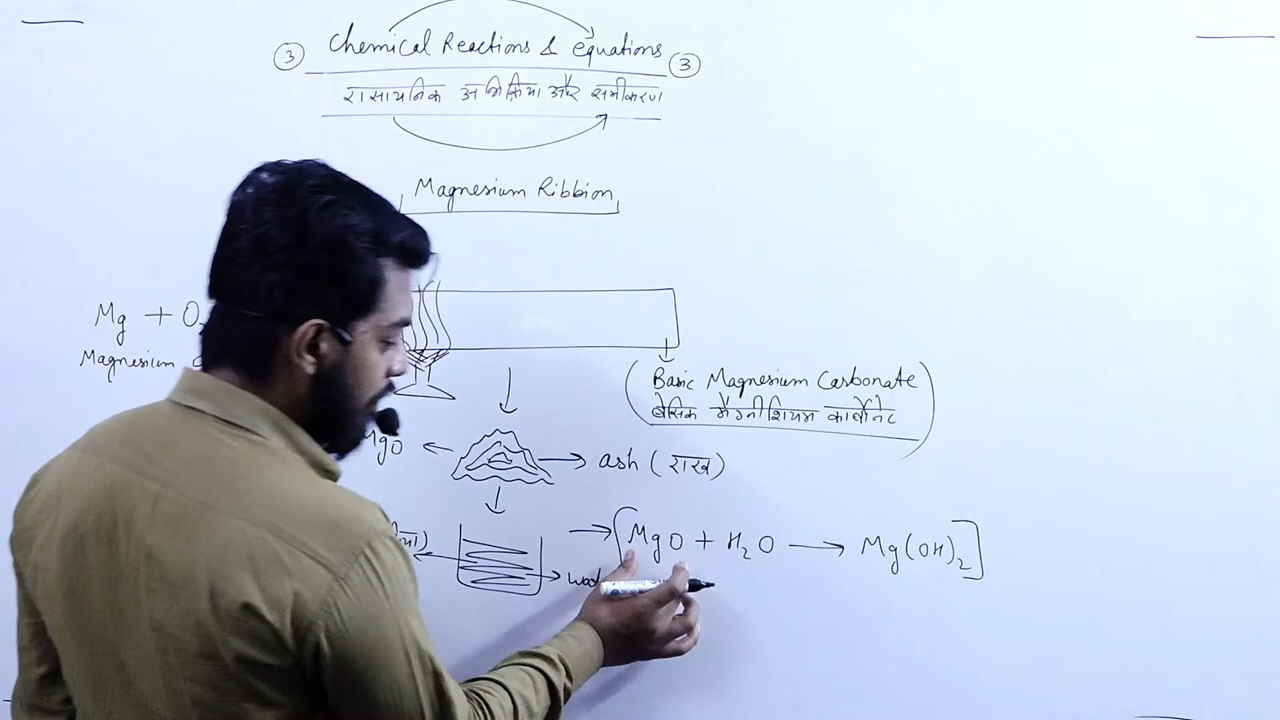 ③ Chemical Reactions & equations ③
रासायनिक अभिक्रिया और समीकरण
Magnesium Ribbion
Mg + O
Magnesium
(Basic Magnesium Carbonate
बेसिक मैग्नीशियम कार्बोनेट)
MgO ← → ash (राख)
→ [MgO + H₂O → Mg(OH)₂]